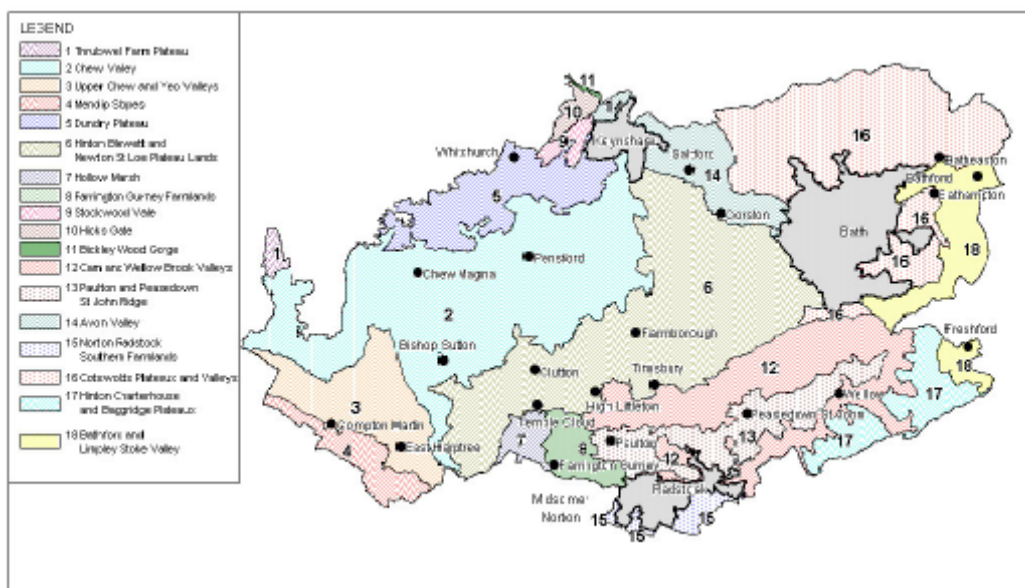 LEGEND
1 Thrubwell Farm Plateau
2 Chew Valley
3 Upper Chew and Yeo Valleys
4 Mendip Slopes
5 Dundry Plateau
6 Hinton Blewett and
Newton St Loe Plateau Lands
7 Hollow Marsh
8 Farrington Gurney Farmlands
9 Stockwood Vale
10 Hicks Gate
11 Bickley Wood Gorge
12 Cam and Wellow Brook Valleys
13 Paulton and Peasedown
St John Ridge
14 Avon Valley
15 Norton Radstock
Southern Farmlands
16 Cotswolds Plateaux and Valleys
17 Hinton Charterhouse
and Baggridge Plateaux
18 Bathford and
Limpley Stoke Valley
11
10
14
9
Keynsham
16
Whitchurch
Saltford
14
Batheaston
Bathford
Bathampton
5
Corston
16
Bath
1
Pensford
16
18
Chew Magna
6
2
16
Farmborough
Freshford
Bishop Sutton
Clutton
Timsbury
12
18
17
3
High Littleton
Wellow
Compton Martin
Temple Cloud
Peasedown St John
7
13
4
East Harptree
Paulton
8
12
17
Farrington Gurney
Radstock
Midsomer
Norton
15
15
15